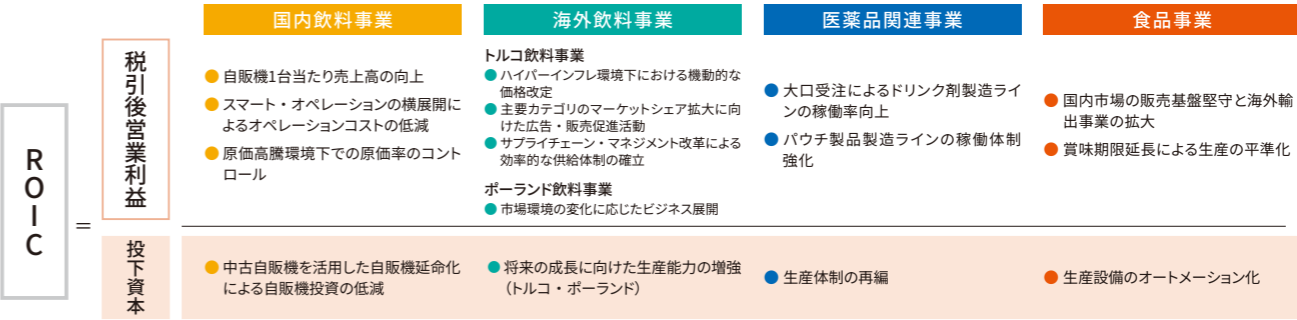 ROIC
=
税引後営業利益
投下資本
国内飲料事業
● 自販機1台当たり売上高の向上
● スマート・オペレーションの横展開に
よるオペレーションコストの低減
● 原価高騰環境下での原価率のコント
ロール
● 中古自販機を活用した自販機延命化
による自販機投資の低減
海外飲料事業
トルコ飲料事業
● ハイパーインフレ環境下における機動的な
価格改定
● 主要カテゴリのマーケットシェア拡大に向
けた広告・販売促進活動
● サプライチェーン・マネジメント改革による
効率的な供給体制の確立
ポーランド飲料事業
● 市場環境の変化に応じたビジネス展開
● 将来の成長に向けた生産能力の増強
（トルコ・ポーランド）
医薬品関連事業
● 大口受注によるドリンク剤製造ライ
ンの稼働率向上
● パウチ製品製造ラインの稼働体制
強化
● 生産体制の再編
食品事業
● 国内市場の販売基盤堅守と海外輸
出事業の拡大
● 賞味期限延長による生産の平準化
● 生産設備のオートメーション化